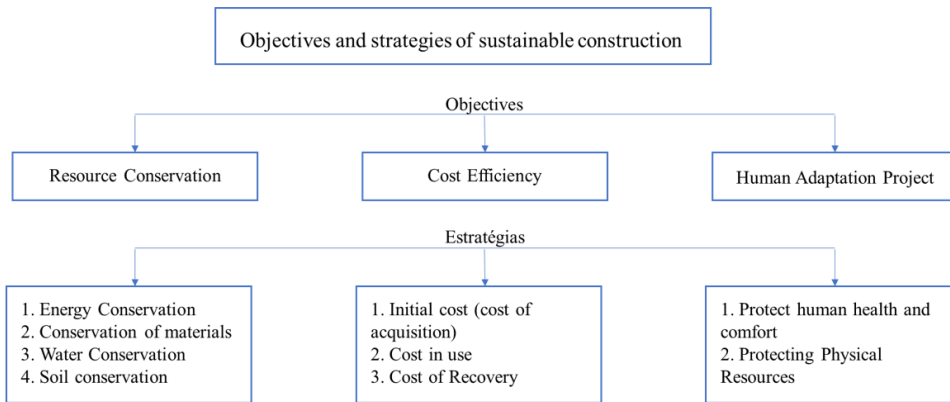 Objectives and strategies of sustainable construction
Objectives
Resource Conservation
Cost Efficiency
Human Adaptation Project
Estratégias
1. Energy Conservation
2. Conservation of materials
3. Water Conservation
4. Soil conservation
1. Initial cost (cost of
acquisition)
2. Cost in use
3. Cost of Recovery
1. Protect human health and
comfort
2. Protecting Physical
Resources